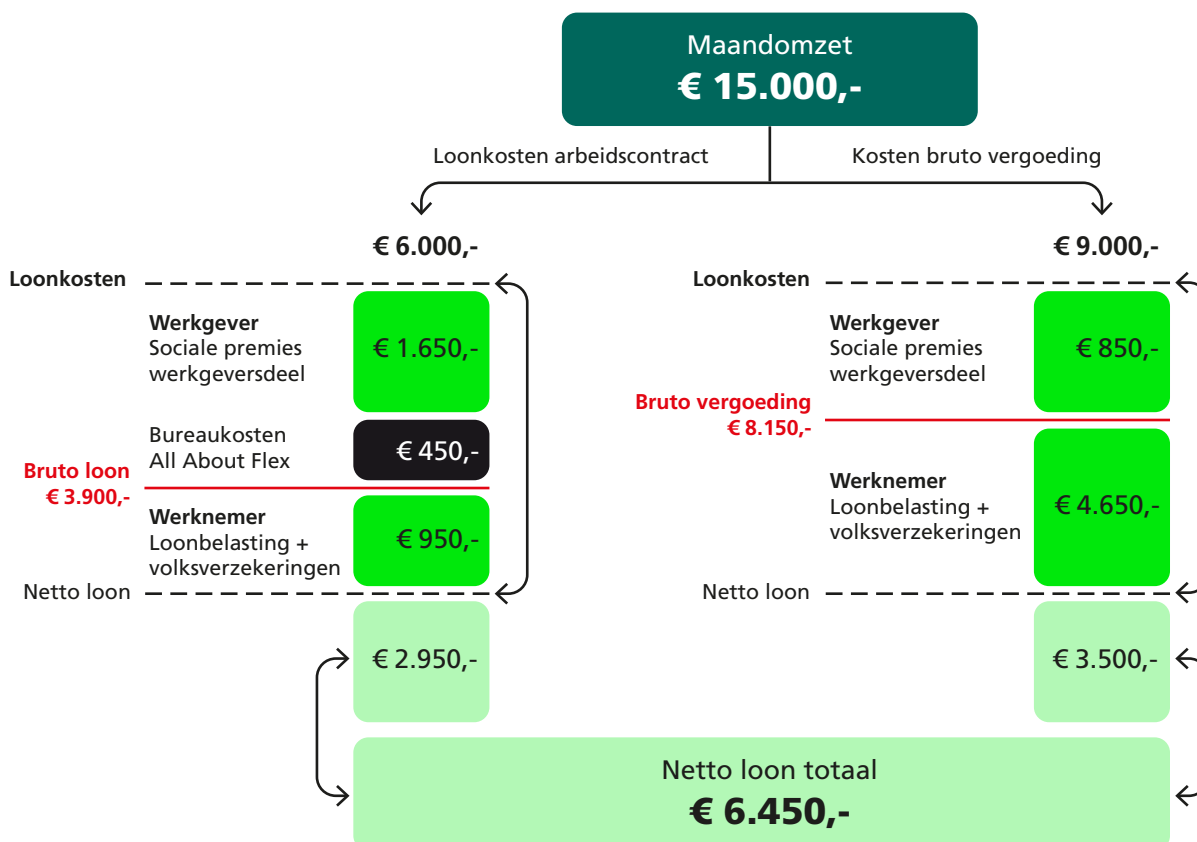 Maandomzet
€ 15.000,-
Loonkosten arbeidscontract
Kosten bruto vergoeding
€ 6.000,-
Loonkosten
Werkgever
Sociale premies
werkgeversdeel
€ 1.650,-
Bureaukosten
All About Flex
€ 450,-
Bruto loon
€ 3.900,-
Werknemer
Loonbelasting +
volksverzekeringen
€ 950,-
Netto loon
€ 2.950,-
€ 9.000,-
Loonkosten
Werkgever
Sociale premies
werkgeversdeel
€ 850,-
Bruto vergoeding
€ 8.150,-
Werknemer
Loonbelasting +
volksverzekeringen
€ 4.650,-
Netto loon
€ 3.500,-
Netto loon totaal
€ 6.450,-